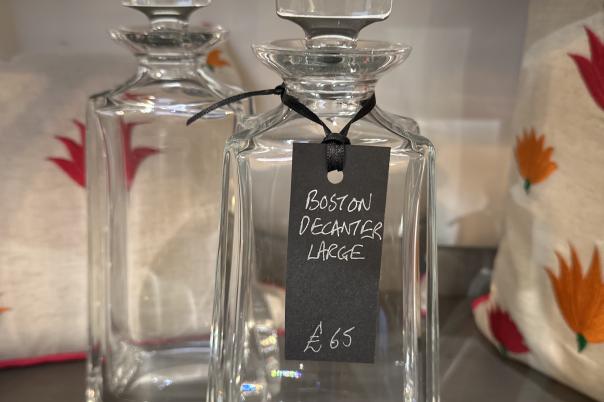 BOSTON
DECANTER
LARGE
£65